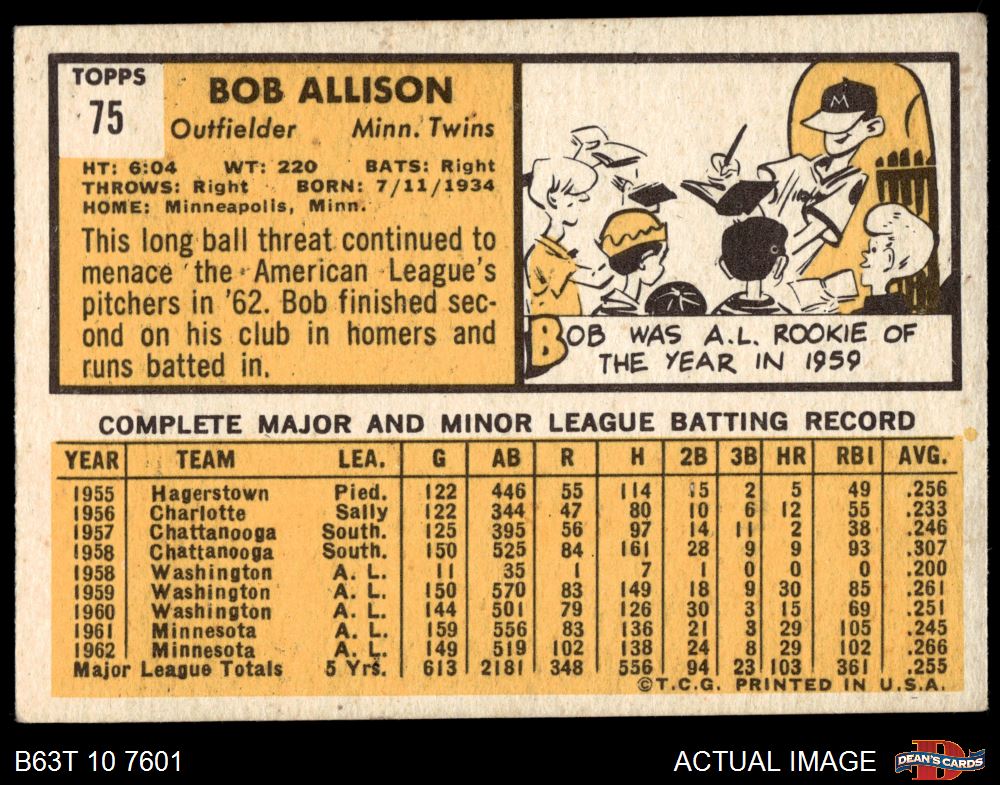 TOPPS
75
BOB ALLISON
Outfielder Minn. Twins
HT: 6:04 WT: 220 BATS: Right
THROWS: Right BORN: 7/11/1934
HOME: Minneapolis, Minn.
This long ball threat continued to
menace the American League's
pitchers in '62. Bob finished sec-
ond on his club in homers and
runs batted in.
M
BOB WAS A.L. ROOKIE OF
THE YEAR IN 1959
COMPLETE MAJOR AND MINOR LEAGUE BATTING RECORD
YEAR TEAM LEA. G AB R H 2B 3B HR RBI AVG.
1955 Hagerstown Pied. 122 446 55 114 15 2 5 49 .256
1956 Charlotte Sally 122 344 47 80 10 6 12 55 .233
1957 Chattanooga South. 125 395 56 97 14 11 2 38 .246
1958 Chattanooga South. 150 525 84 161 28 9 9 93 .307
1958 Washington A. L. 11 35 1 7 1 0 0 0 .200
1959 Washington A. L. 150 570 83 149 18 9 30 85 .261
1960 Washington A. L. 144 501 79 126 30 3 15 69 .251
1961 Minnesota A. L. 159 556 83 136 21 3 29 105 .245
1962 Minnesota A. L. 149 519 102 138 24 8 29 102 .266
Major League Totals 5 Yrs. 613 2181 348 556 94 23 103 361 .255
©T.C.G. PRINTED IN U.S.A.
B63T 10 7601 ACTUAL IMAGE
DEAN'S CARDS